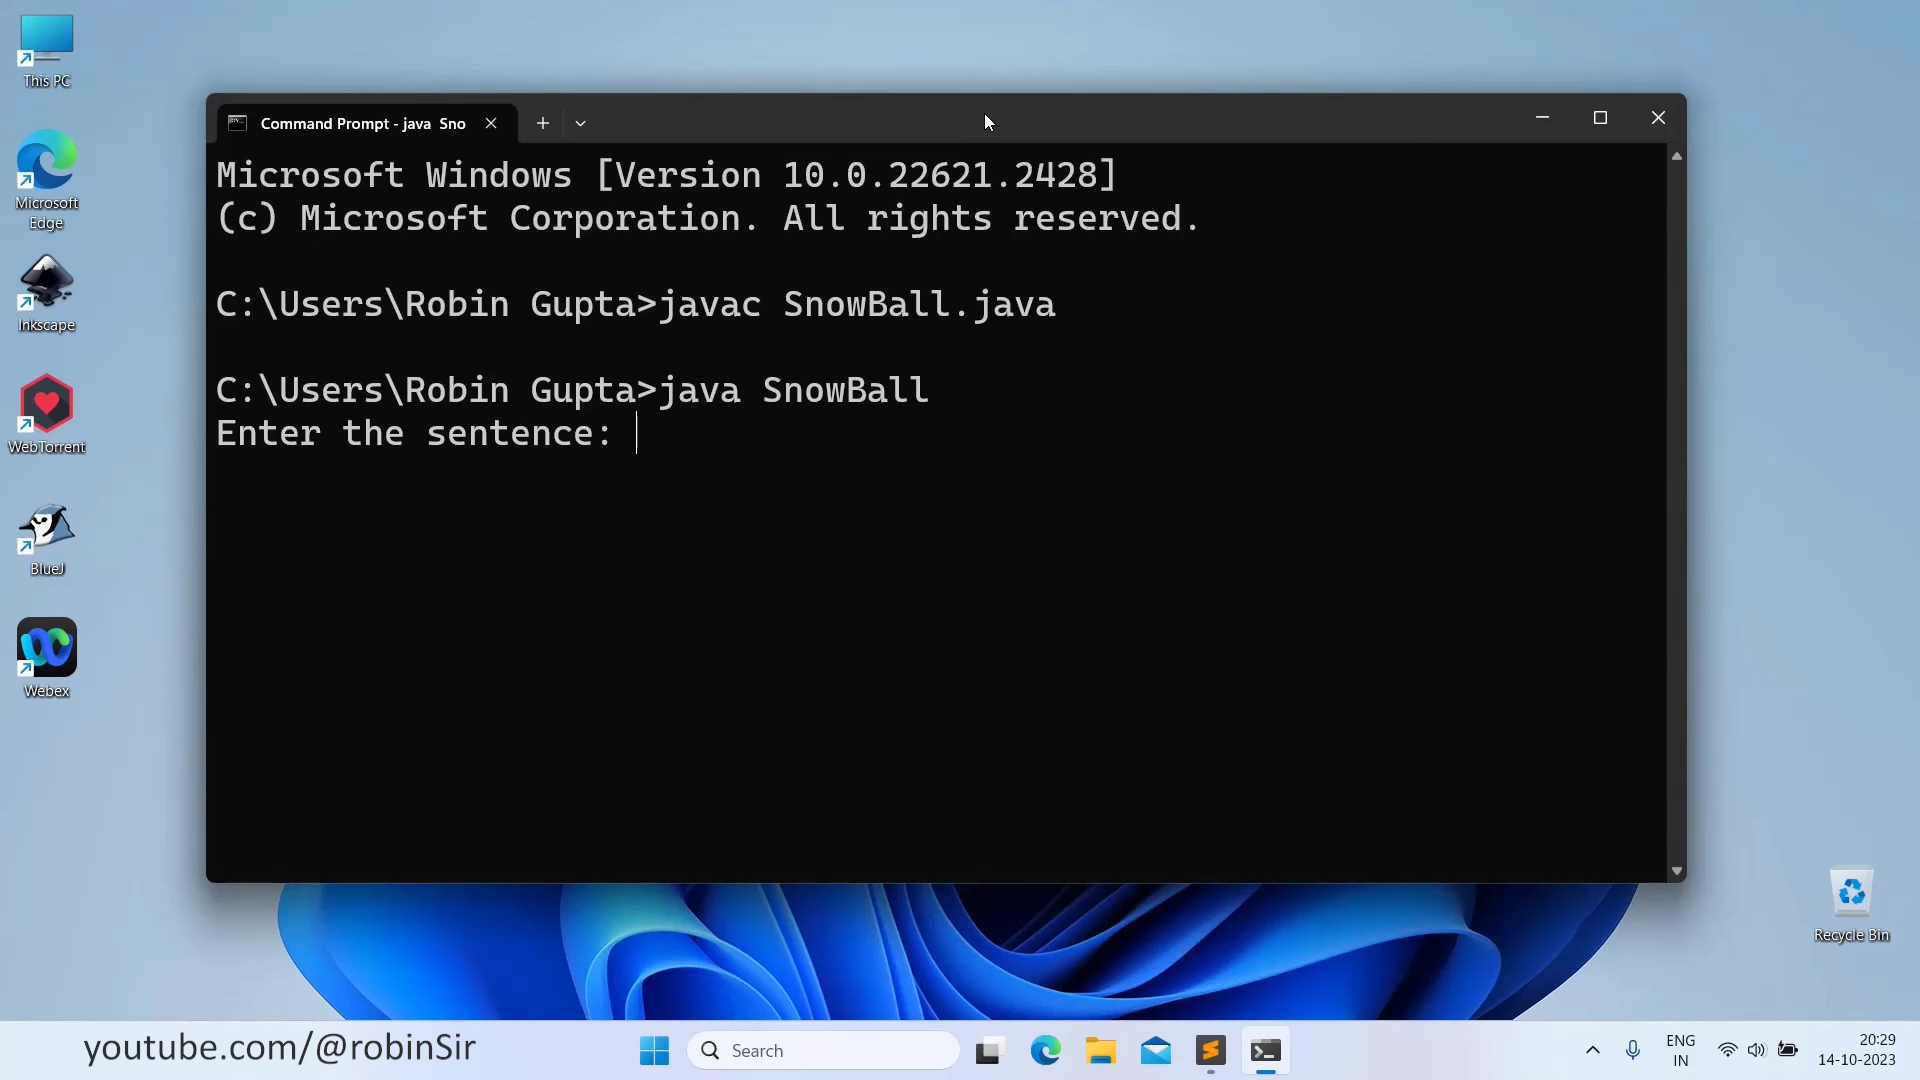 This PC
Microsoft
Edge
Inkscape
WebTorrent
BlueJ
Webex
Command Prompt - java  Sno
Microsoft Windows [Version 10.0.22621.2428]
(c) Microsoft Corporation. All rights reserved.
C:\Users\Robin Gupta>javac SnowBall.java
C:\Users\Robin Gupta>java SnowBall
Enter the sentence:
Recycle Bin
youtube.com/@robinSir
Search
ENG
IN
20:29
14-10-2023